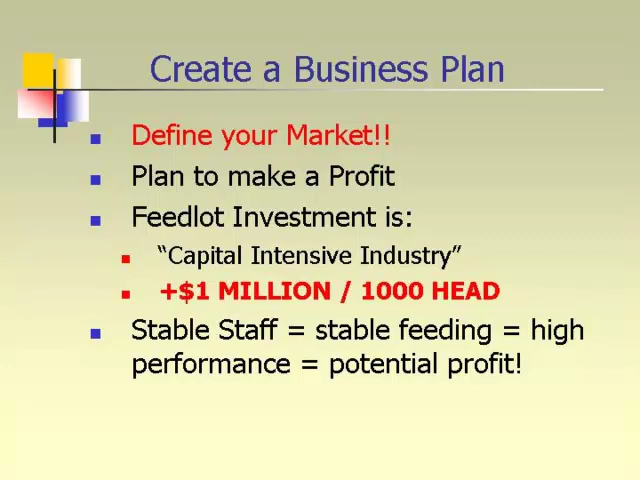 Create a Business Plan
Define your Market!!
Plan to make a Profit
Feedlot Investment is:
“Capital Intensive Industry”
+$1 MILLION / 1000 HEAD
Stable Staff = stable feeding = high
performance = potential profit!